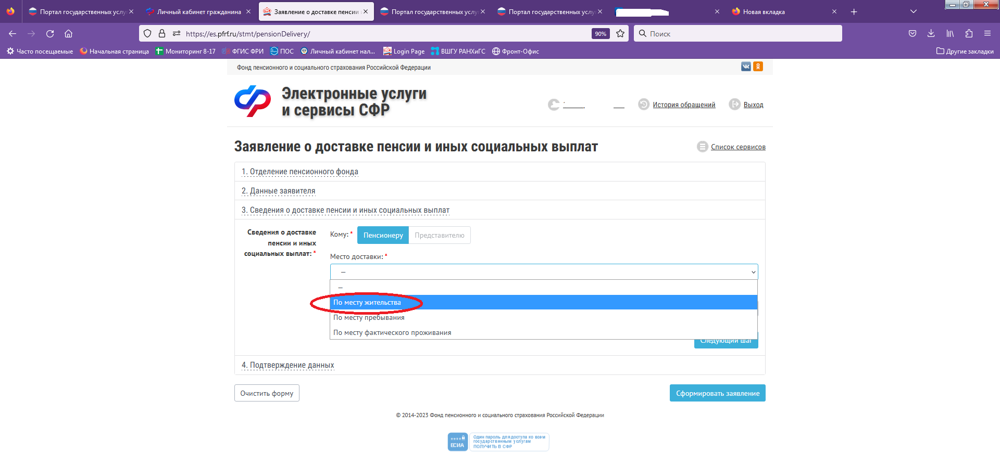 Портал государственных услу
Личный кабинет гражданина
Заявление о доставке пенсии
Портал государственных услу
Портал государственных услу
Новая вкладка
https://es.pfrf.ru/stmt/pensionDelivery/
90%
Поиск
Часто посещаемые
Начальная страница
Мониторинг 8-17
ФГИС ФРИ
ПОС
Личный кабинет нал...
Login Page
ВШГУ РАНХиГС
Фронт-Офис
Другие закладки
Фонд пенсионного и социального страхования Российской Федерации
Электронные услуги
и сервисы СФР
История обращений
Выход
Заявление о доставке пенсии и иных социальных выплат
Список сервисов
1. Отделение пенсионного фонда
2. Данные заявителя
3. Сведения о доставке пенсии и иных социальных выплат
Сведения о доставке
пенсии и иных
социальных выплат: *
Кому: *
Пенсионеру
Представителю
Место доставки: *
—
—
По месту жительства
По месту пребывания
По месту фактического проживания
Следующий шаг
4. Подтверждение данных
Очистить форму
Сформировать заявление
© 2014-2023 Фонд пенсионного и социального страхования Российской Федерации
****
ЕСИА
Один пароль для доступа ко всем
государственным услугам
ПОЛУЧИТЬ В СФР